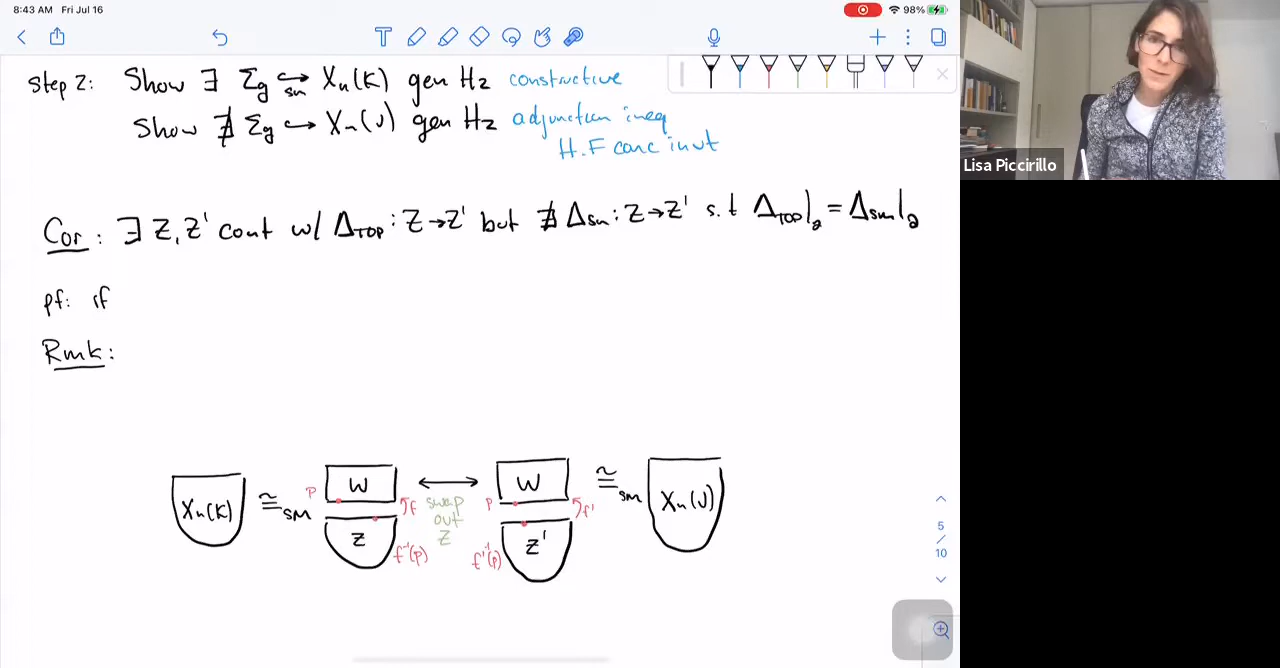 8:43 AM Fri Jul 16
98%
Step 2: Show ∃ Σg ↪sm Xn(K) gen H2 constructive
Show ∄ Σg ↪ Xn(J) gen H2 adjunction ineq
H.F conc invt
Lisa Piccirillo
Cor: ∃ Z, Z' cont w/ ΔTOP : Z→Z' but ∄ Δsm : Z→Z' s.t ΔTOP|∂ = Δsm|∂
pf: if
Rmk:
Xn(K) ≅sm W Z ↔ W Z' ≅sm Xn(J)
p f f⁻¹(p)
swap
out
Z
p f' f'⁻¹(p)
5
/
10